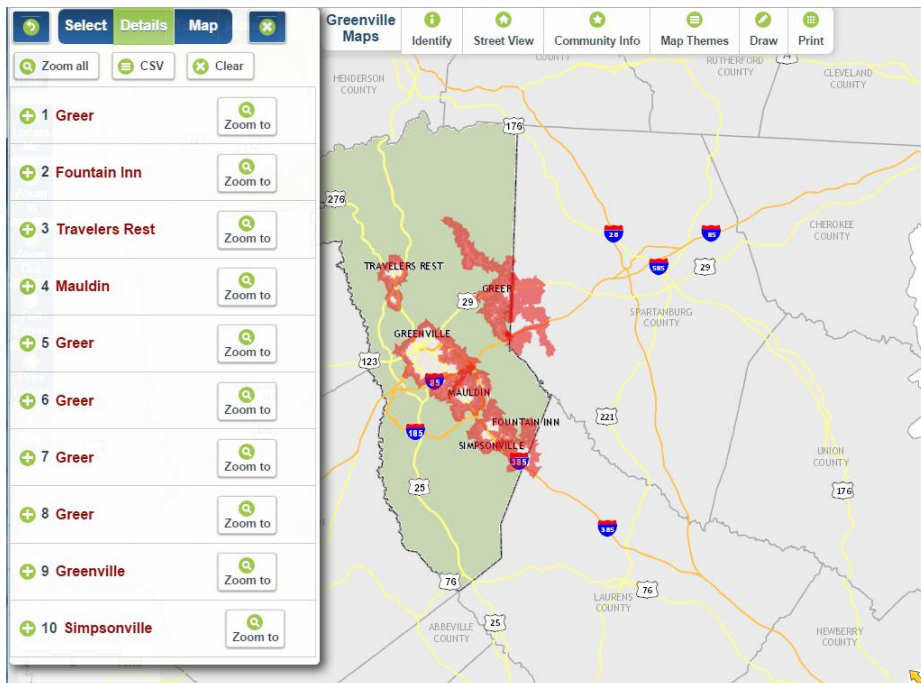 Select Details Map
Zoom all CSV Clear
1 Greer Zoom to
2 Fountain Inn Zoom to
3 Travelers Rest Zoom to
4 Mauldin Zoom to
5 Greer Zoom to
6 Greer Zoom to
7 Greer Zoom to
8 Greer Zoom to
9 Greenville Zoom to
10 Simpsonville Zoom to
Greenville
Maps
Identify Street View Community Info Map Themes Draw Print
HENDERSON
COUNTY
COUNTY
RUTHERFORD
COUNTY
74
CLEVELAND
COUNTY
176
276
CHEROKEE
COUNTY
26
85
585
29
TRAVELERS REST
GREER
29
SPARTANBURG
COUNTY
GREENVILLE
123
85
MAULDIN
221
FOUNTAIN INN
185
SIMPSONVILLE
385
UNION
COUNTY
25
176
385
76
76
LAURENS
COUNTY
25
ABBEVILLE
COUNTY
NEWBERRY
COUNTY